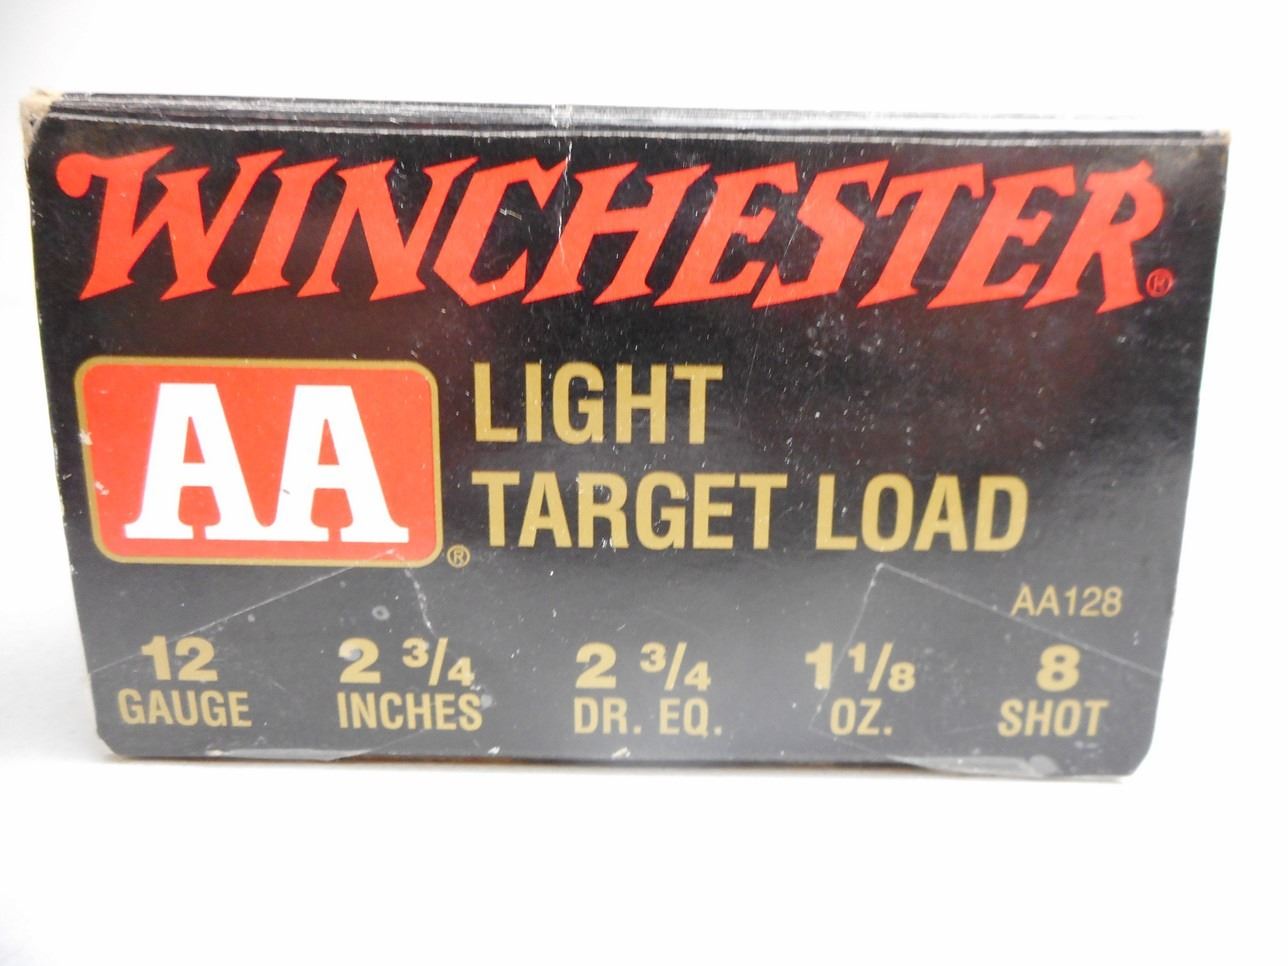 WINCHESTER®
AA®
LIGHT
TARGET LOAD
AA128
12 2 3/4 2 3/4 1 1/8 8
GAUGE INCHES DR. EQ. OZ. SHOT